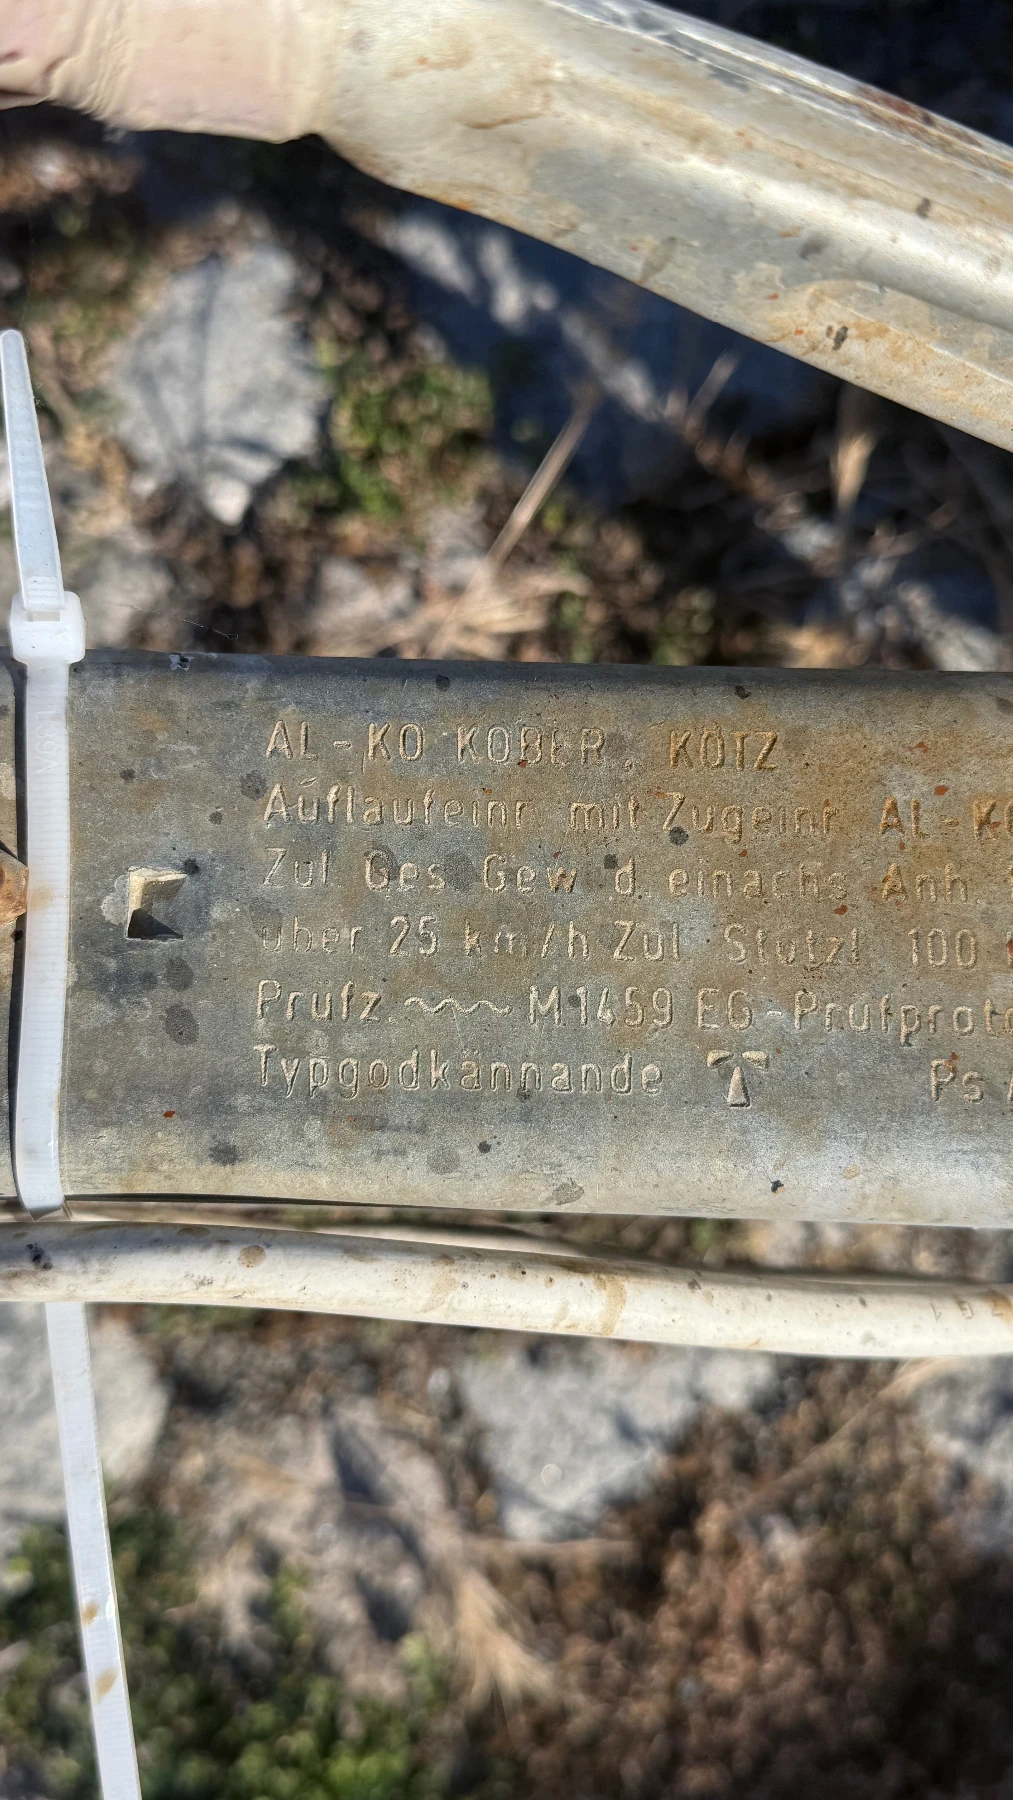 AL-KO KOBER, KÖTZ
Auflaufeinr. mit Zugeinr. AL-KO
Zul. Ges. Gew. d. einachs. Anh.
über 25 km/h Zul. Stützl. 100
Prüfz. ~~~ M1459 EG-Prüfproto
Typgodkännande Ps A